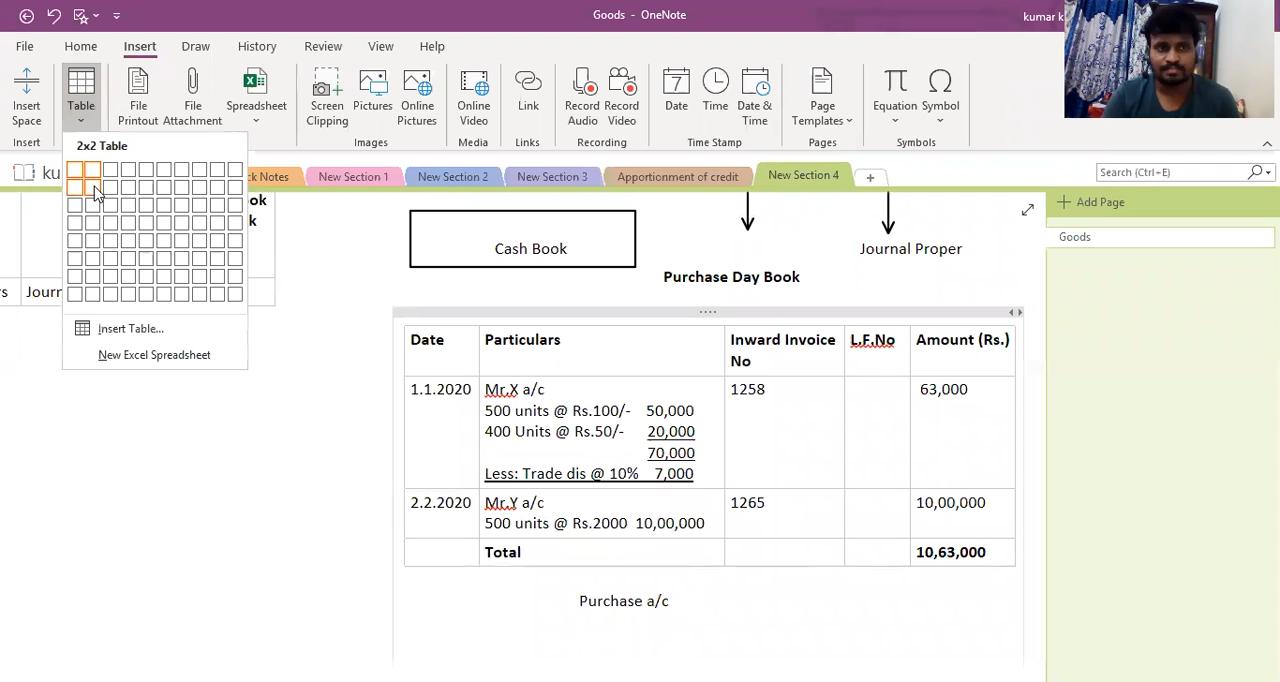 Goods - OneNote
kumar k
File Home Insert Draw History Review View Help
Insert Space
Table
File Printout
File Attachment
Spreadsheet
Screen Clipping
Pictures
Online Pictures
Online Video
Link
Record Audio
Record Video
Date
Time
Date & Time
Page Templates
Equation
Symbol
Insert
Images
Media
Links
Recording
Time Stamp
Pages
Symbols
2x2 Table
Insert Table...
New Excel Spreadsheet
ku
ck Notes
New Section 1
New Section 2
New Section 3
Apportionment of credit
New Section 4
Search (Ctrl+E)
Add Page
Goods
Cash Book
Journal Proper
Purchase Day Book
Date Particulars Inward Invoice No L.F.No Amount (Rs.)
1.1.2020 Mr.X a/c 1258 63,000
500 units @ Rs.100/- 50,000
400 Units @ Rs.50/- 20,000
70,000
Less: Trade dis @ 10% 7,000
2.2.2020 Mr.Y a/c 1265 10,00,000
500 units @ Rs.2000 10,00,000
Total 10,63,000
Purchase a/c